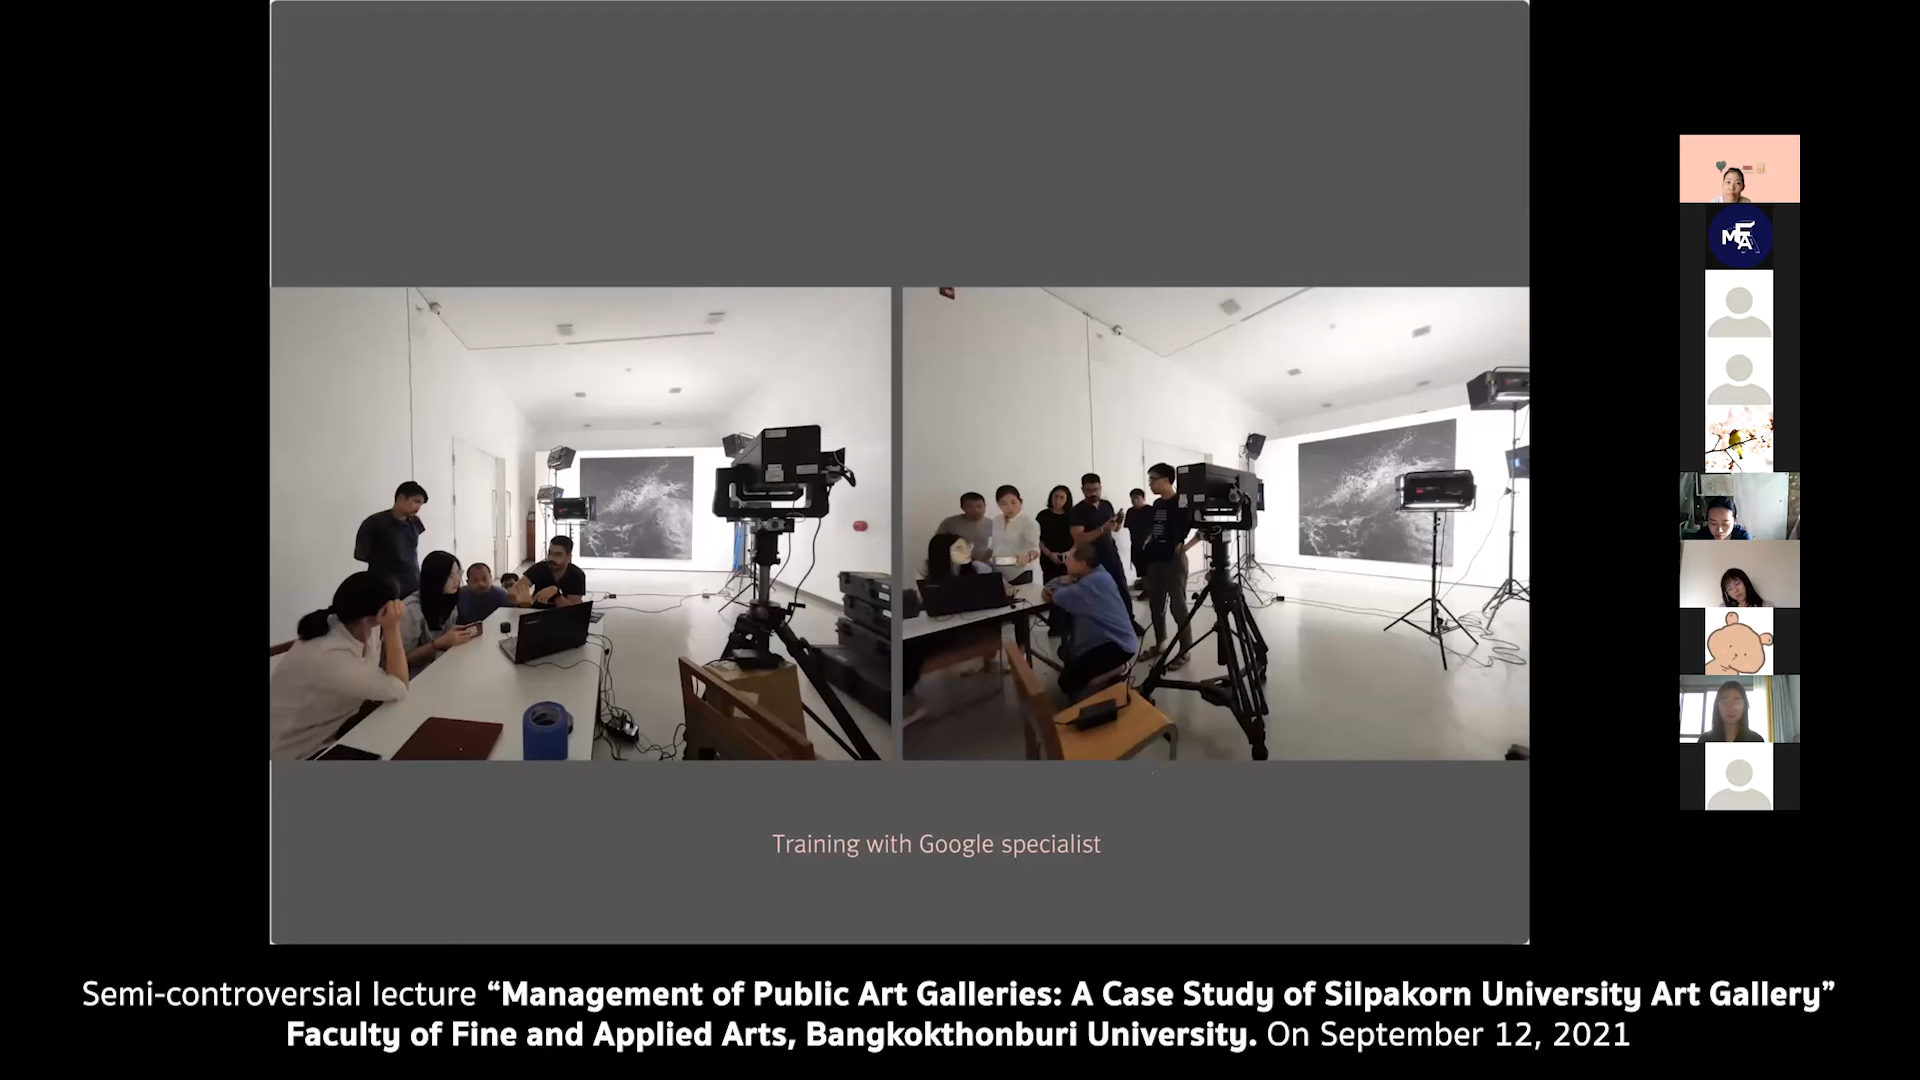 MFA
Training with Google specialist
Semi-controversial lecture “Management of Public Art Galleries: A Case Study of Silpakorn University Art Gallery”
Faculty of Fine and Applied Arts, Bangkokthonburi University. On September 12, 2021